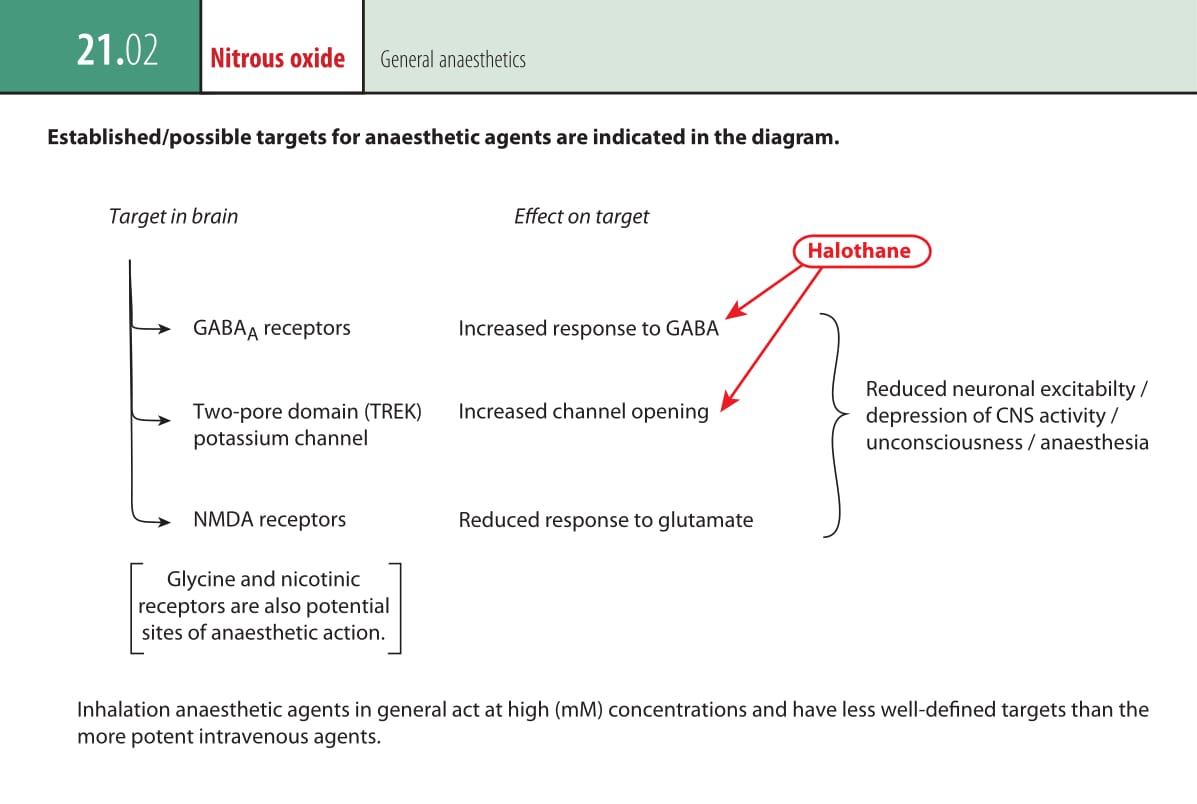 21.02
Nitrous oxide
General anaesthetics
Established/possible targets for anaesthetic agents are indicated in the diagram.
Target in brain
Effect on target
Halothane
GABAA receptors
Increased response to GABA
Two-pore domain (TREK)
potassium channel
Increased channel opening
Reduced neuronal excitabilty /
depression of CNS activity /
unconsciousness / anaesthesia
NMDA receptors
Reduced response to glutamate
Glycine and nicotinic
receptors are also potential
sites of anaesthetic action.
Inhalation anaesthetic agents in general act at high (mM) concentrations and have less well-defined targets than the
more potent intravenous agents.